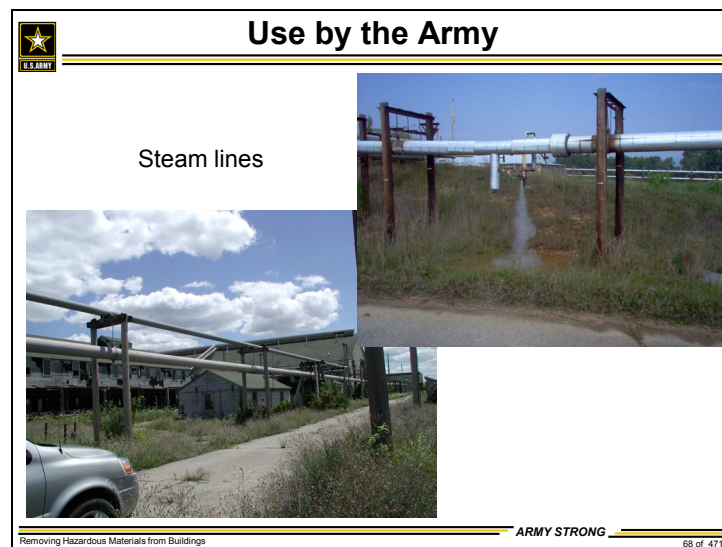 Use by the Army
U.S.ARMY
Steam lines
ARMY STRONG
Removing Hazardous Materials from Buildings
68 of 471